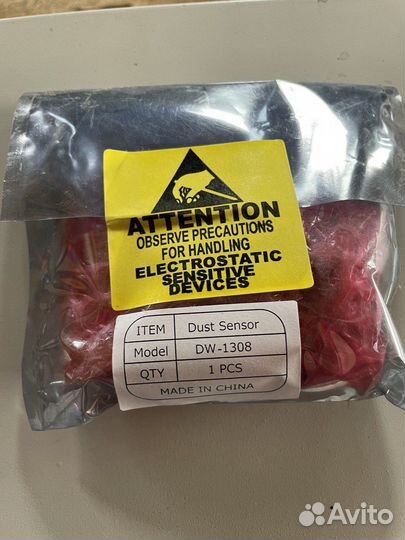 ATTENTION
OBSERVE PRECAUTIONS
FOR HANDLING
ELECTROSTATIC
SENSITIVE
DEVICES
ITEM Dust Sensor
Model DW-1308
QTY 1 PCS
MADE IN CHINA
Avito